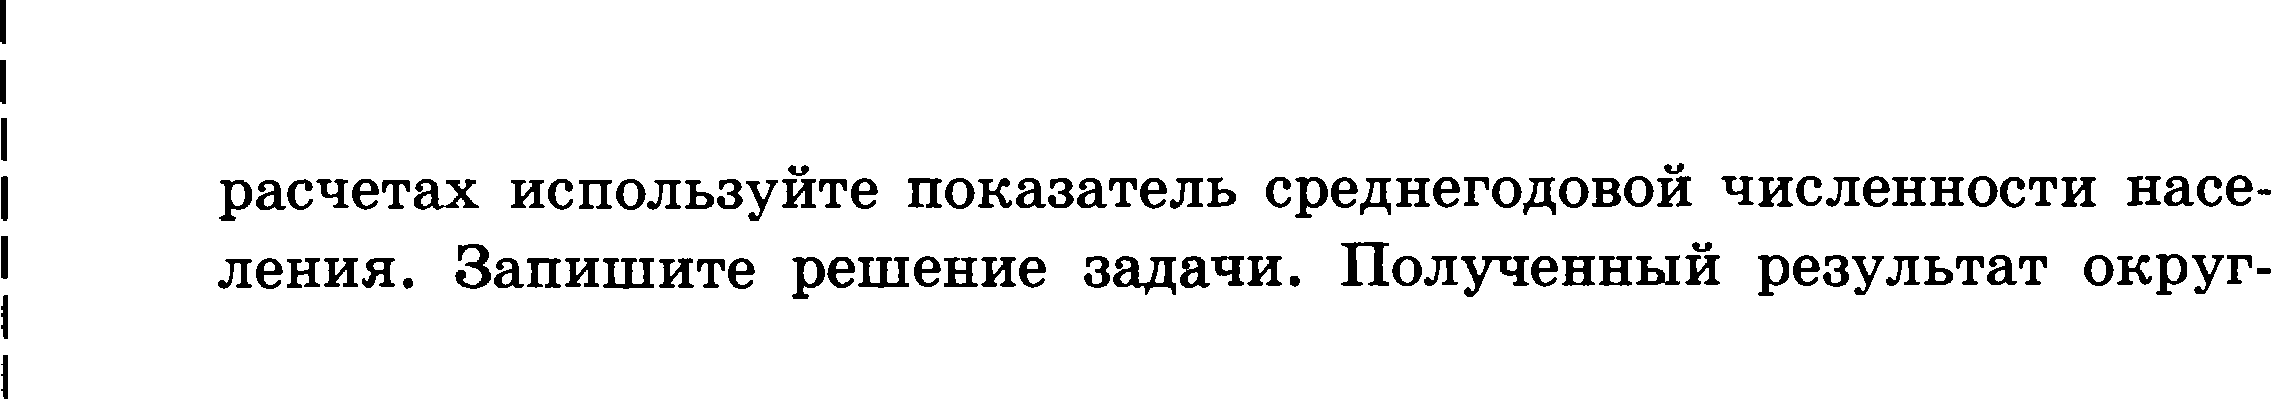 расчетах используйте показатель среднегодовой численности насе-
ления. Запишите решение задачи. Полученный результат округ-